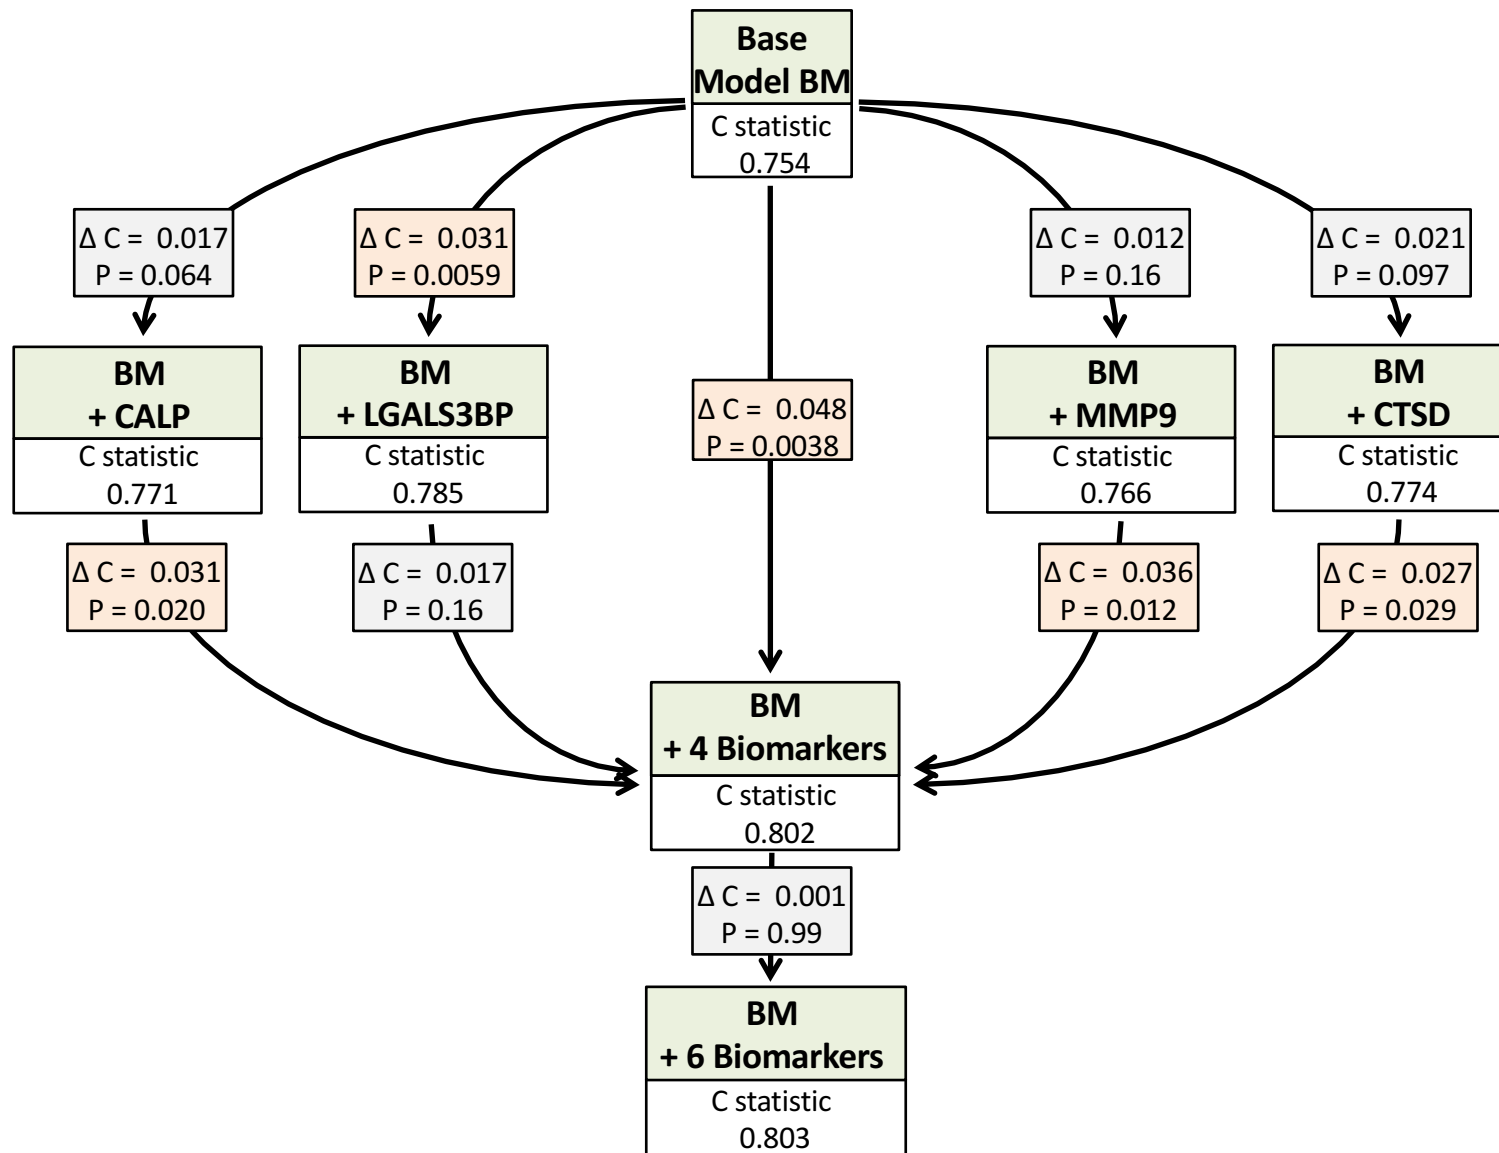 Base
Model BM
C statistic
0.754
Δ C = 0.017
P = 0.064
Δ C = 0.031
P = 0.0059
Δ C = 0.012
P = 0.16
Δ C = 0.021
P = 0.097
BM
+ CALP
C statistic
0.771
BM
+ LGALS3BP
C statistic
0.785
Δ C = 0.048
P = 0.0038
BM
+ MMP9
C statistic
0.766
BM
+ CTSD
C statistic
0.774
Δ C = 0.031
P = 0.020
Δ C = 0.017
P = 0.16
Δ C = 0.036
P = 0.012
Δ C = 0.027
P = 0.029
BM
+ 4 Biomarkers
C statistic
0.802
Δ C = 0.001
P = 0.99
BM
+ 6 Biomarkers
C statistic
0.803